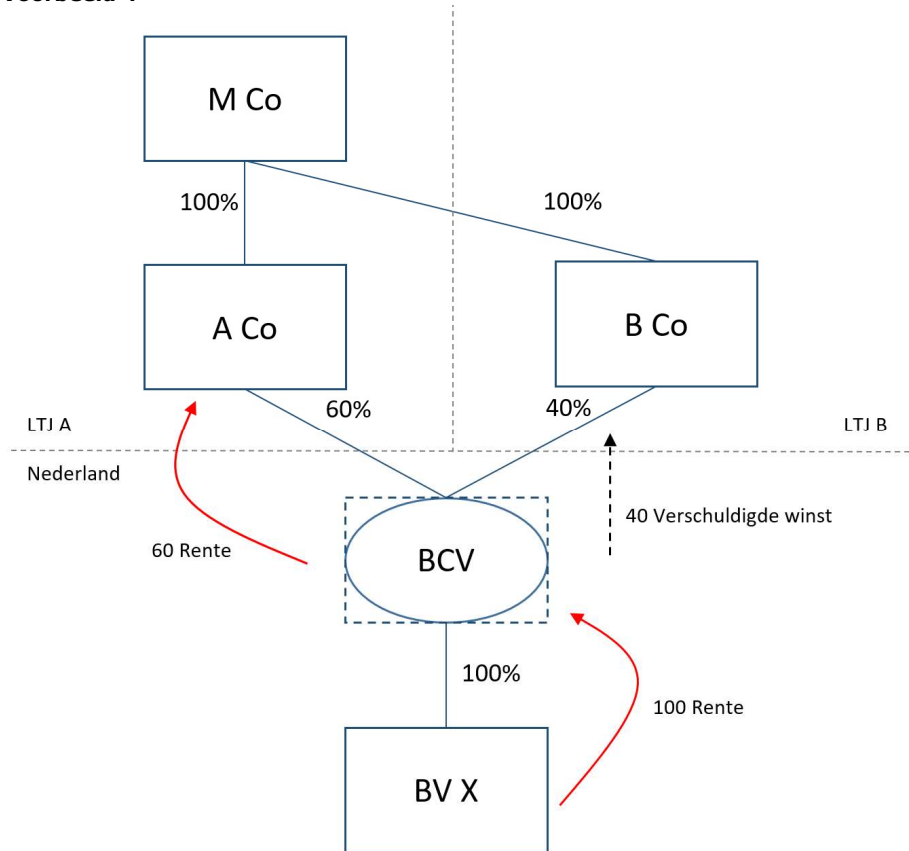 M Co
100%
100%
A Co
B Co
60%
40%
LTJ A
LTJ B
Nederland
40 Verschuldigde winst
60 Rente
BCV
100%
100 Rente
BV X